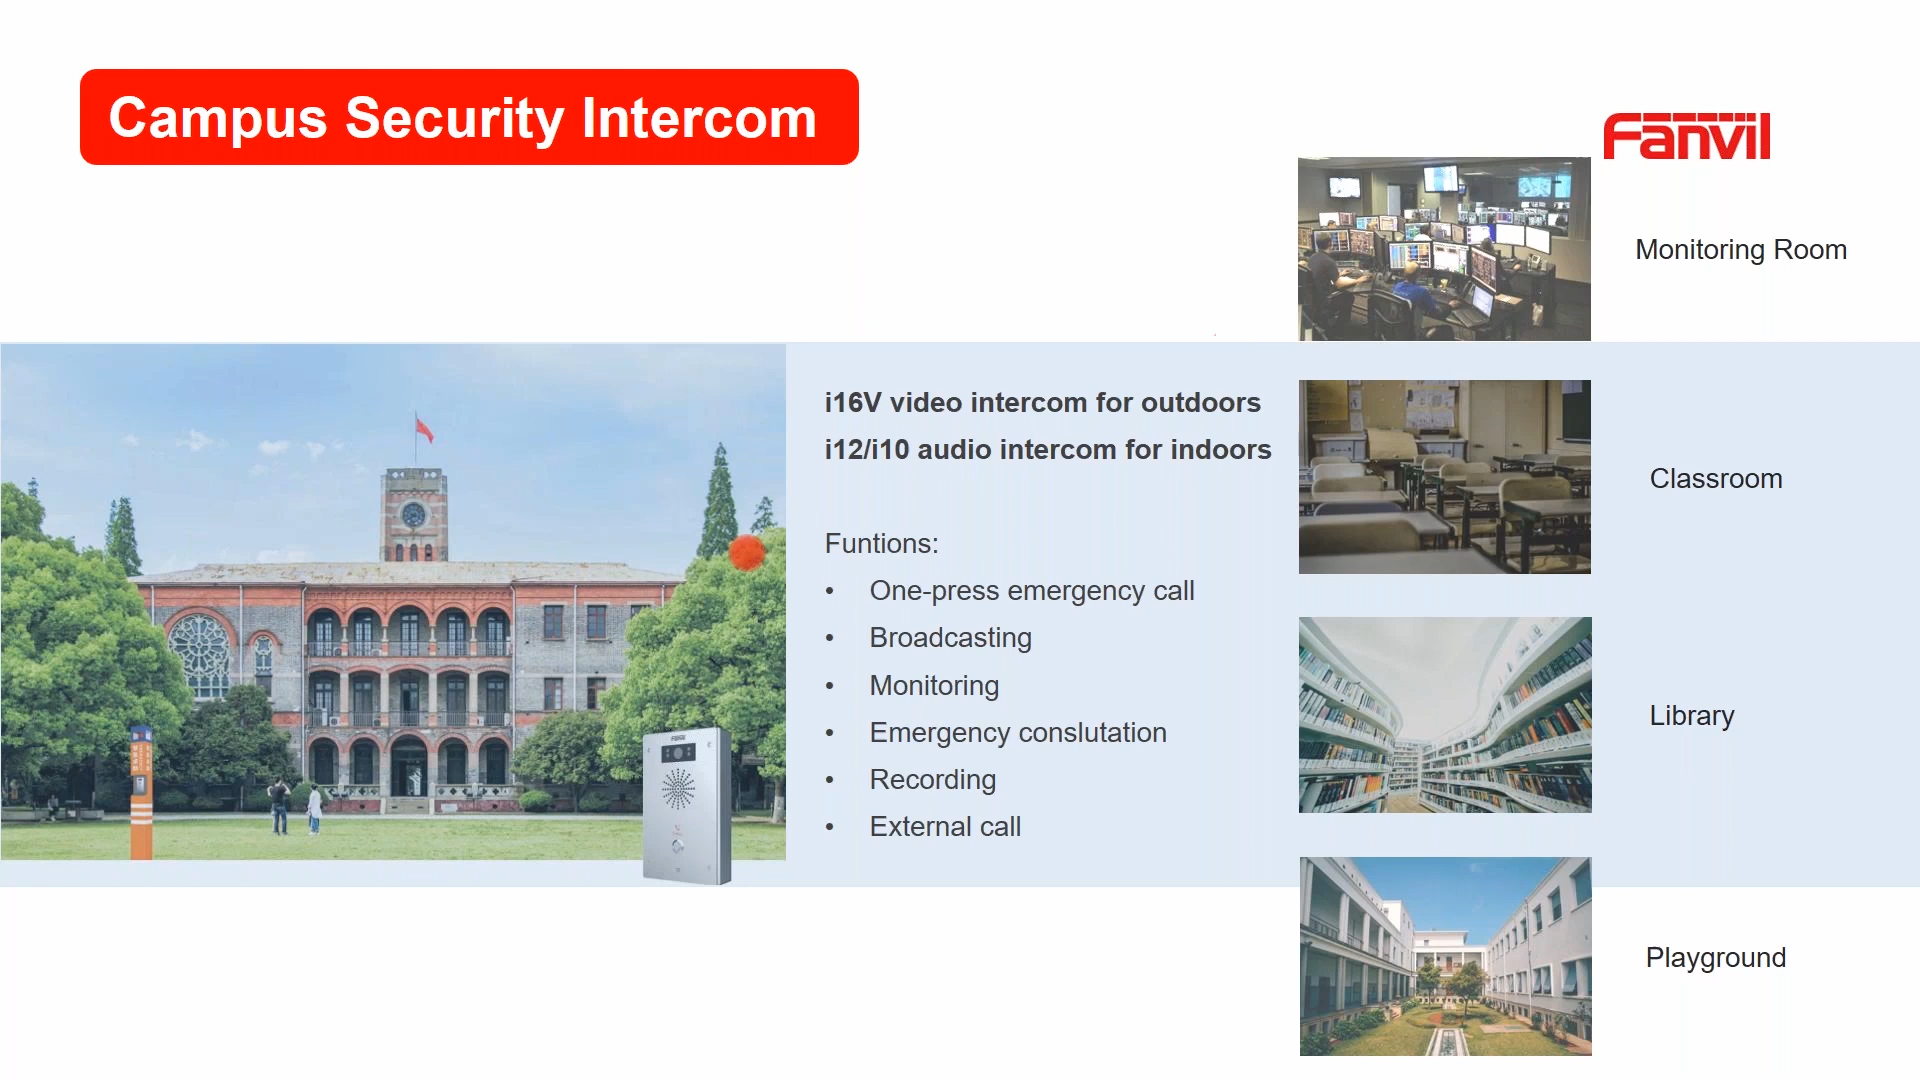 Campus Security Intercom
Fanvil
Monitoring Room
i16V video intercom for outdoors
i12/i10 audio intercom for indoors
Funtions:
• One-press emergency call
• Broadcasting
• Monitoring
• Emergency conslutation
• Recording
• External call
Classroom
Library
Playground
Fanvil